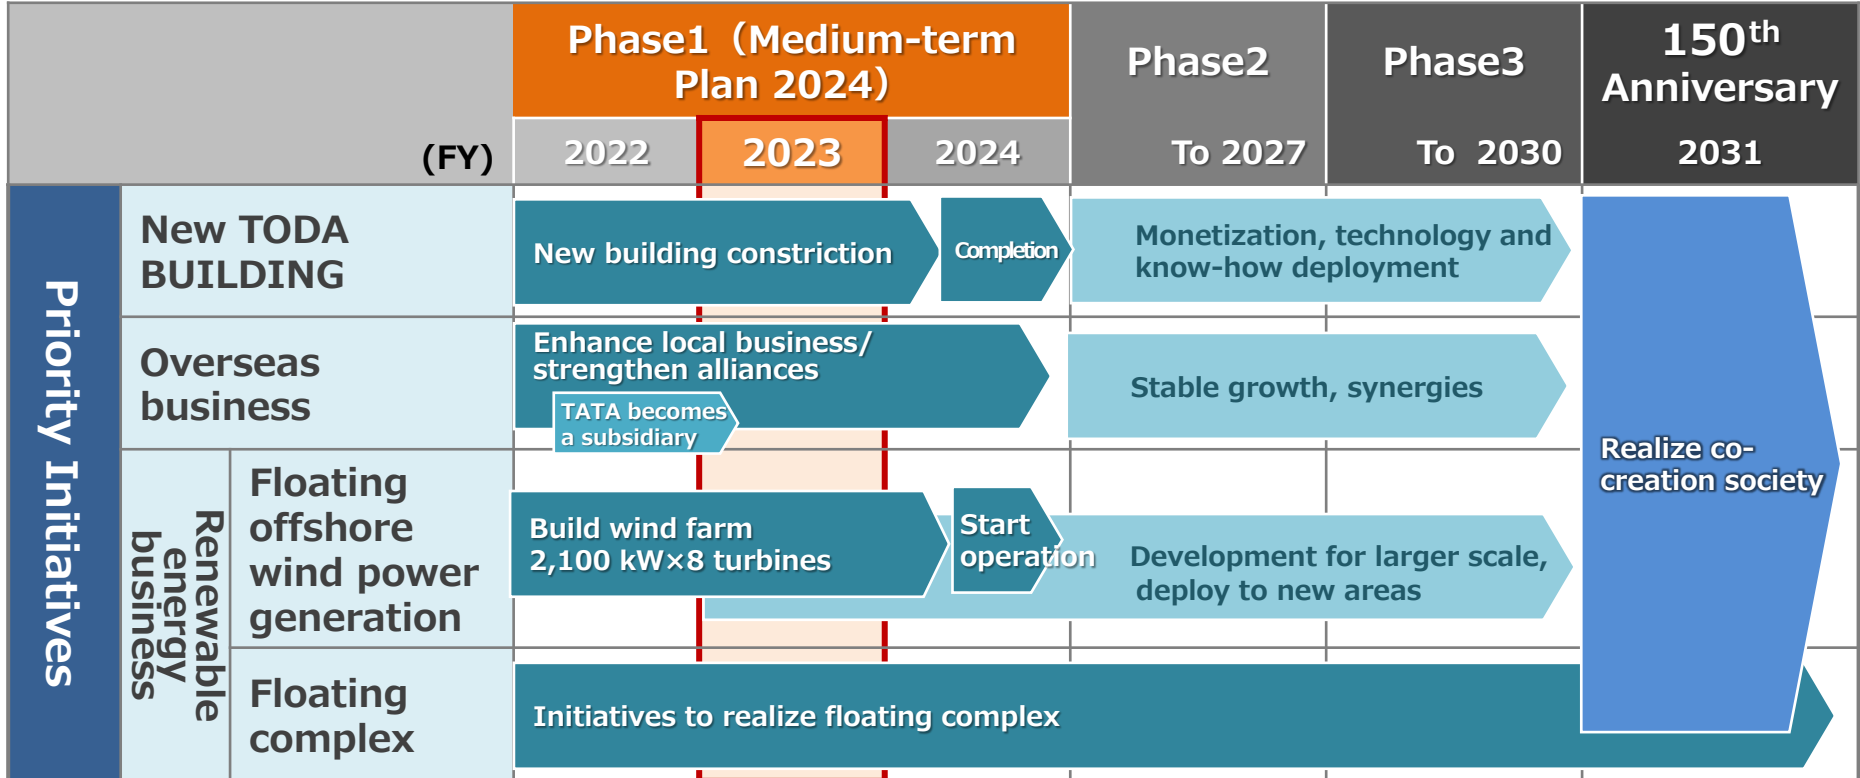 Phase1（Medium-term
Plan 2024）
Phase2
Phase3
150th
Anniversary
(FY)
2022
2023
2024
To 2027
To 2030
2031
Priority Initiatives
New TODA
BUILDING
New building constriction
Completion
Monetization, technology and
know-how deployment
Overseas
business
Enhance local business/
strengthen alliances
TATA becomes
a subsidiary
Stable growth, synergies
Realize co-
creation society
Renewable
energy
business
Floating
offshore
wind power
generation
Build wind farm
2,100 kW×8 turbines
Start
operation
Development for larger scale,
deploy to new areas
Floating
complex
Initiatives to realize floating complex